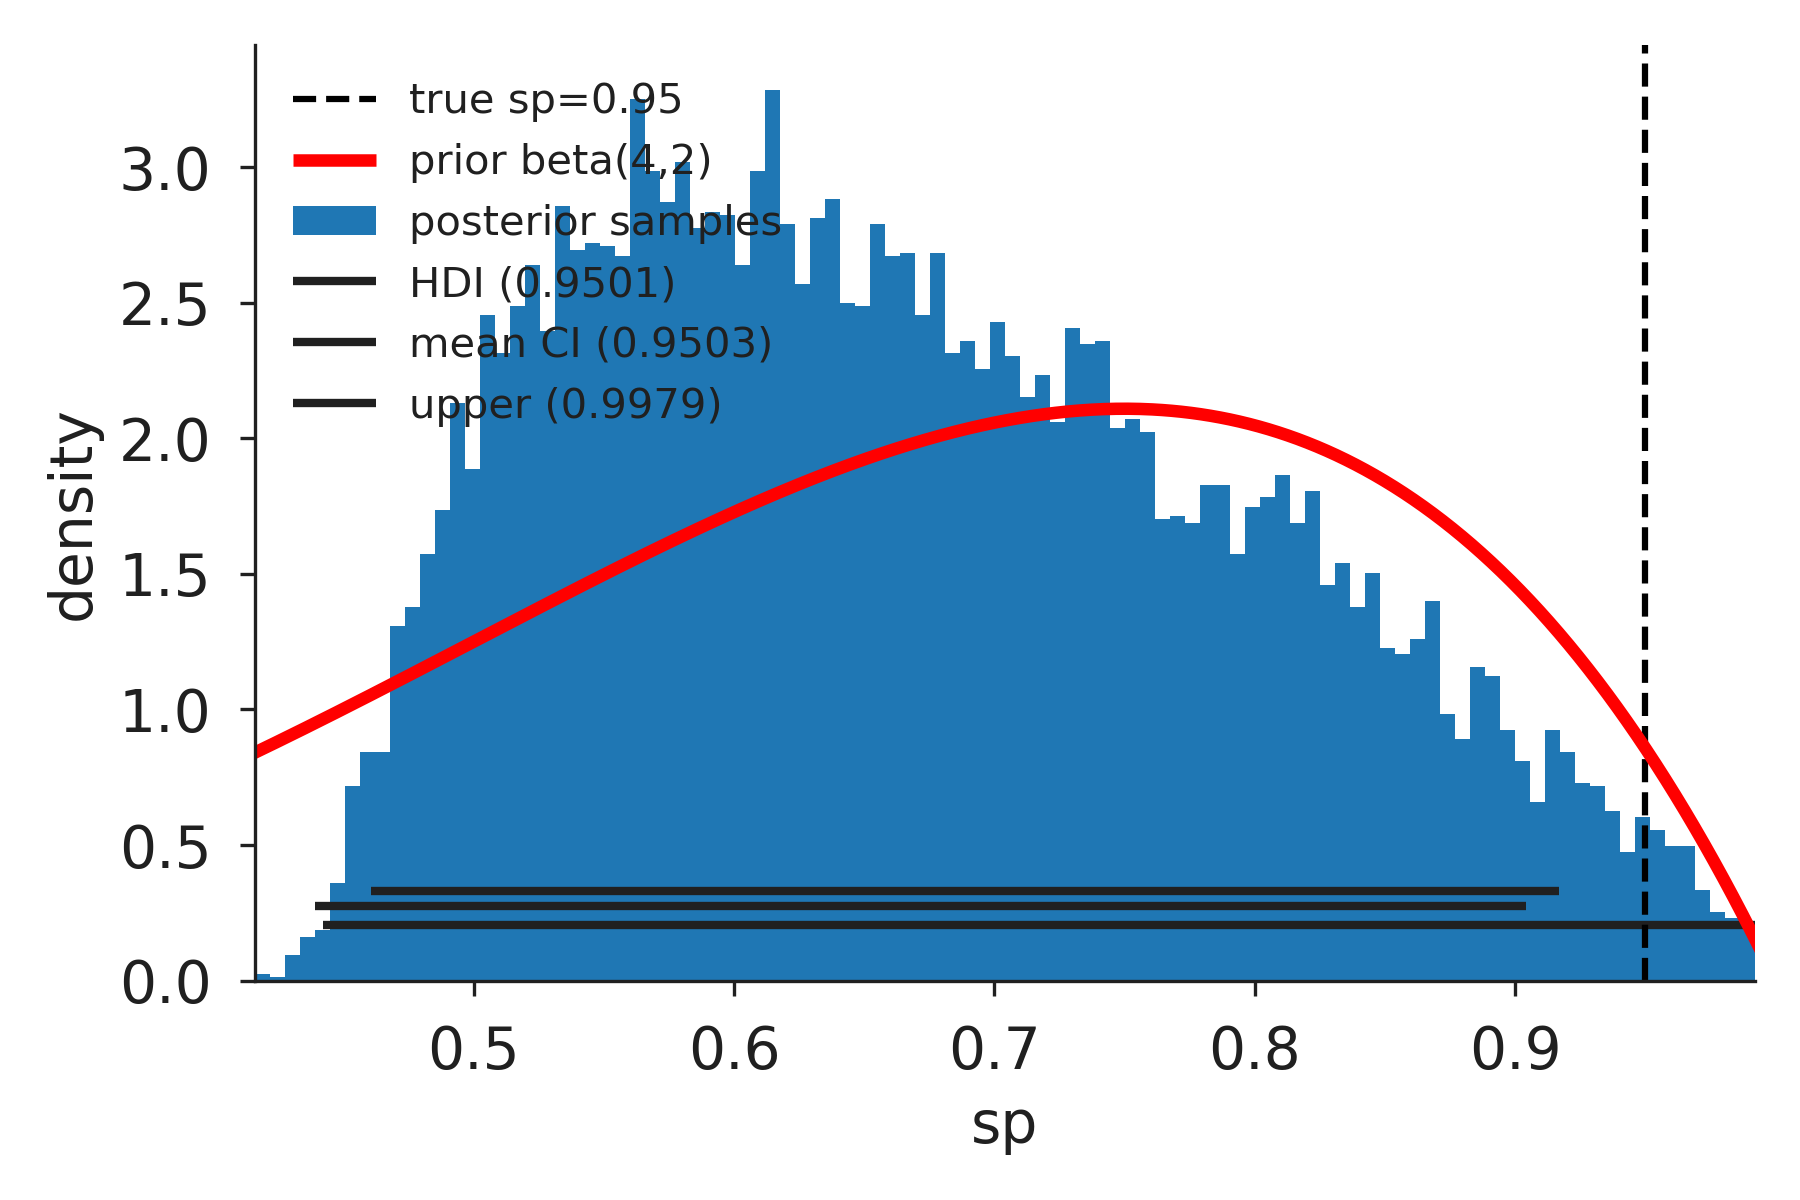 true sp=0.95
prior beta(4,2)
posterior samples
HDI (0.9501)
mean CI (0.9503)
upper (0.9979)
density
3.0
2.5
2.0
1.5
1.0
0.5
0.0
0.5 0.6 0.7 0.8 0.9
sp